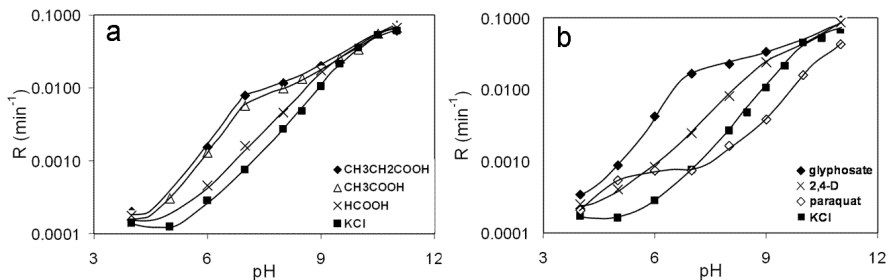 a
0.1000
0.0100
0.0010
0.0001
R (min-1)
3
6
9
12
pH
CH3CH2COOH
CH3COOH
HCOOH
KCl
b
0.1000
0.0100
0.0010
0.0001
R (min-1)
3
6
9
12
pH
glyphosate
2,4-D
paraquat
KCl